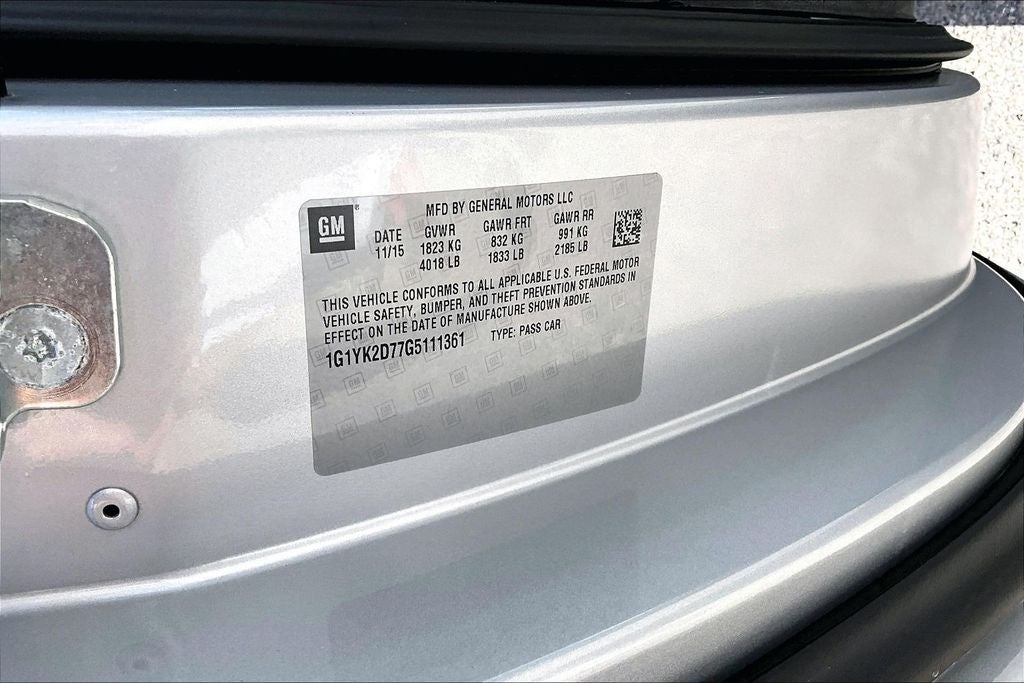 GM
MFD BY GENERAL MOTORS LLC
DATE GVWR GAWR FRT GAWR RR
11/15 1823 KG 832 KG 991 KG
4018 LB 1833 LB 2185 LB
THIS VEHICLE CONFORMS TO ALL APPLICABLE U.S. FEDERAL MOTOR
VEHICLE SAFETY, BUMPER, AND THEFT PREVENTION STANDARDS IN
EFFECT ON THE DATE OF MANUFACTURE SHOWN ABOVE.
1G1YK2D77G5111361 TYPE: PASS CAR